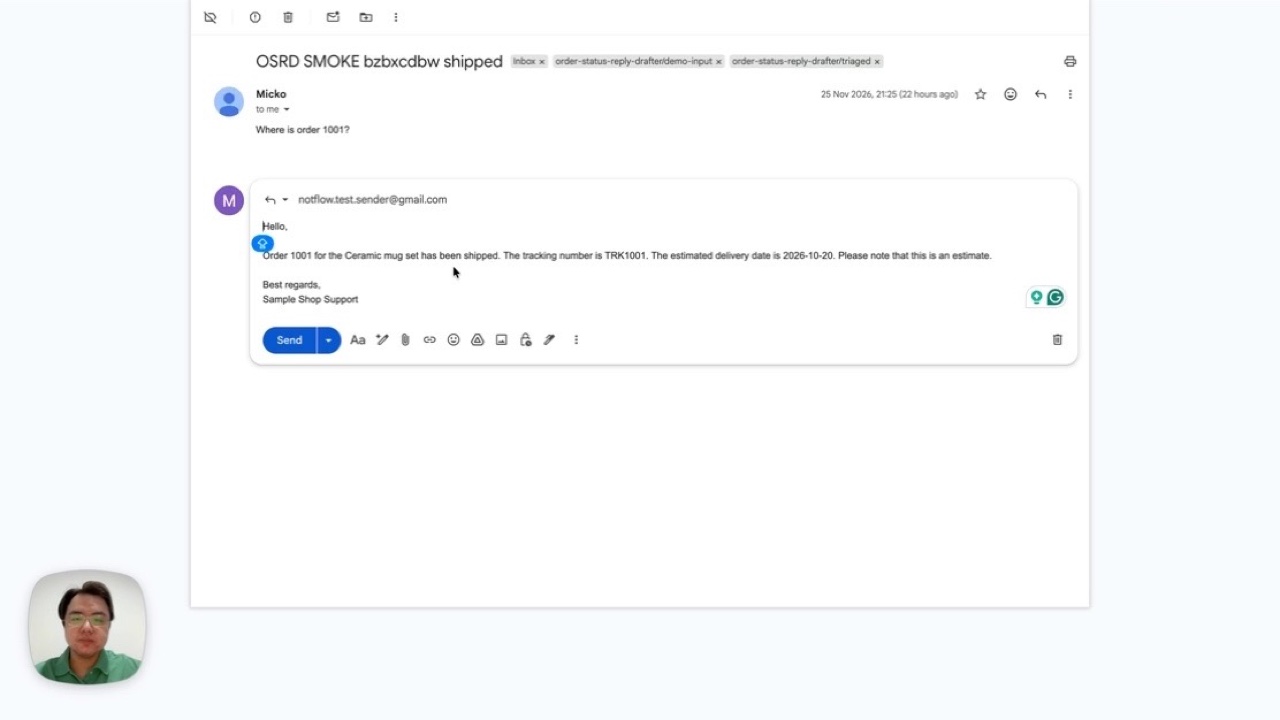 OSRD SMOKE bzbxcdbw shipped Inbox × order-status-reply-drafter/demo-input × order-status-reply-drafter/triaged ×
Micko 25 Nov 2026, 21:25 (22 hours ago)
to me
Where is order 1001?
M notflow.test.sender@gmail.com
Hello,
Order 1001 for the Ceramic mug set has been shipped. The tracking number is TRK1001. The estimated delivery date is 2026-10-20. Please note that this is an estimate.
Best regards,
Sample Shop Support
Send Aa